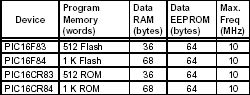 Device Program Memory (words) Data RAM (bytes) Data EEPROM (bytes) Max. Freq (MHz)
PIC16F83 512 Flash 36 64 10
PIC16F84 1 K Flash 68 64 10
PIC16CR83 512 ROM 36 64 10
PIC16CR84 1 K ROM 68 64 10